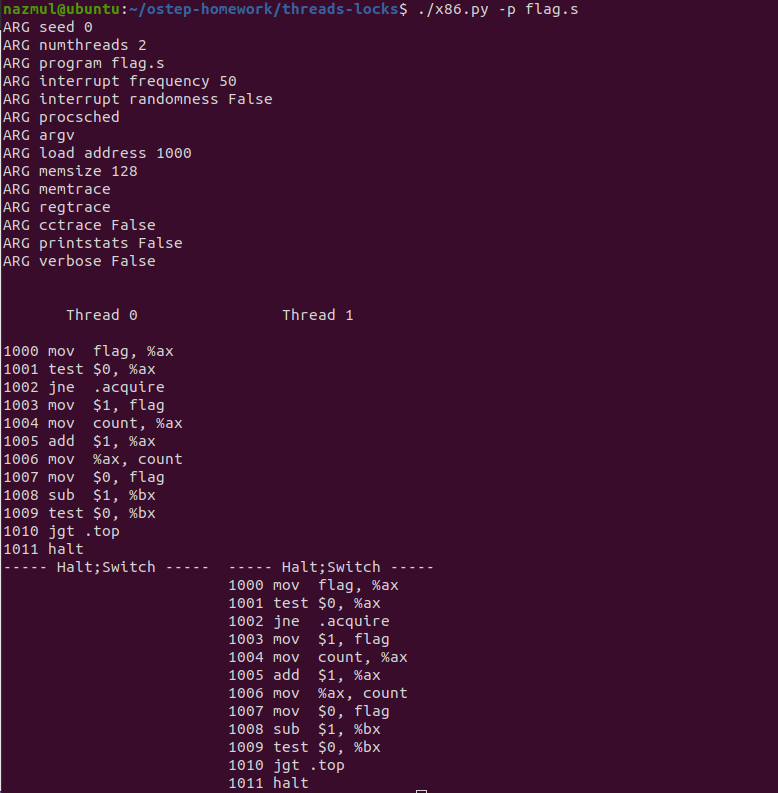 nazmul@ubuntu:~/ostep-homework/threads-locks$ ./x86.py -p flag.s
ARG seed 0
ARG numthreads 2
ARG program flag.s
ARG interrupt frequency 50
ARG interrupt randomness False
ARG procsched
ARG argv
ARG load address 1000
ARG memsize 128
ARG memtrace
ARG regtrace
ARG cctrace False
ARG printstats False
ARG verbose False
Thread 0                Thread 1
1000 mov  flag, %ax
1001 test $0, %ax
1002 jne  .acquire
1003 mov  $1, flag
1004 mov  count, %ax
1005 add  $1, %ax
1006 mov  %ax, count
1007 mov  $0, flag
1008 sub  $1, %bx
1009 test $0, %bx
1010 jgt .top
1011 halt
----- Halt;Switch -----  ----- Halt;Switch -----
1000 mov  flag, %ax
1001 test $0, %ax
1002 jne  .acquire
1003 mov  $1, flag
1004 mov  count, %ax
1005 add  $1, %ax
1006 mov  %ax, count
1007 mov  $0, flag
1008 sub  $1, %bx
1009 test $0, %bx
1010 jgt .top
1011 halt